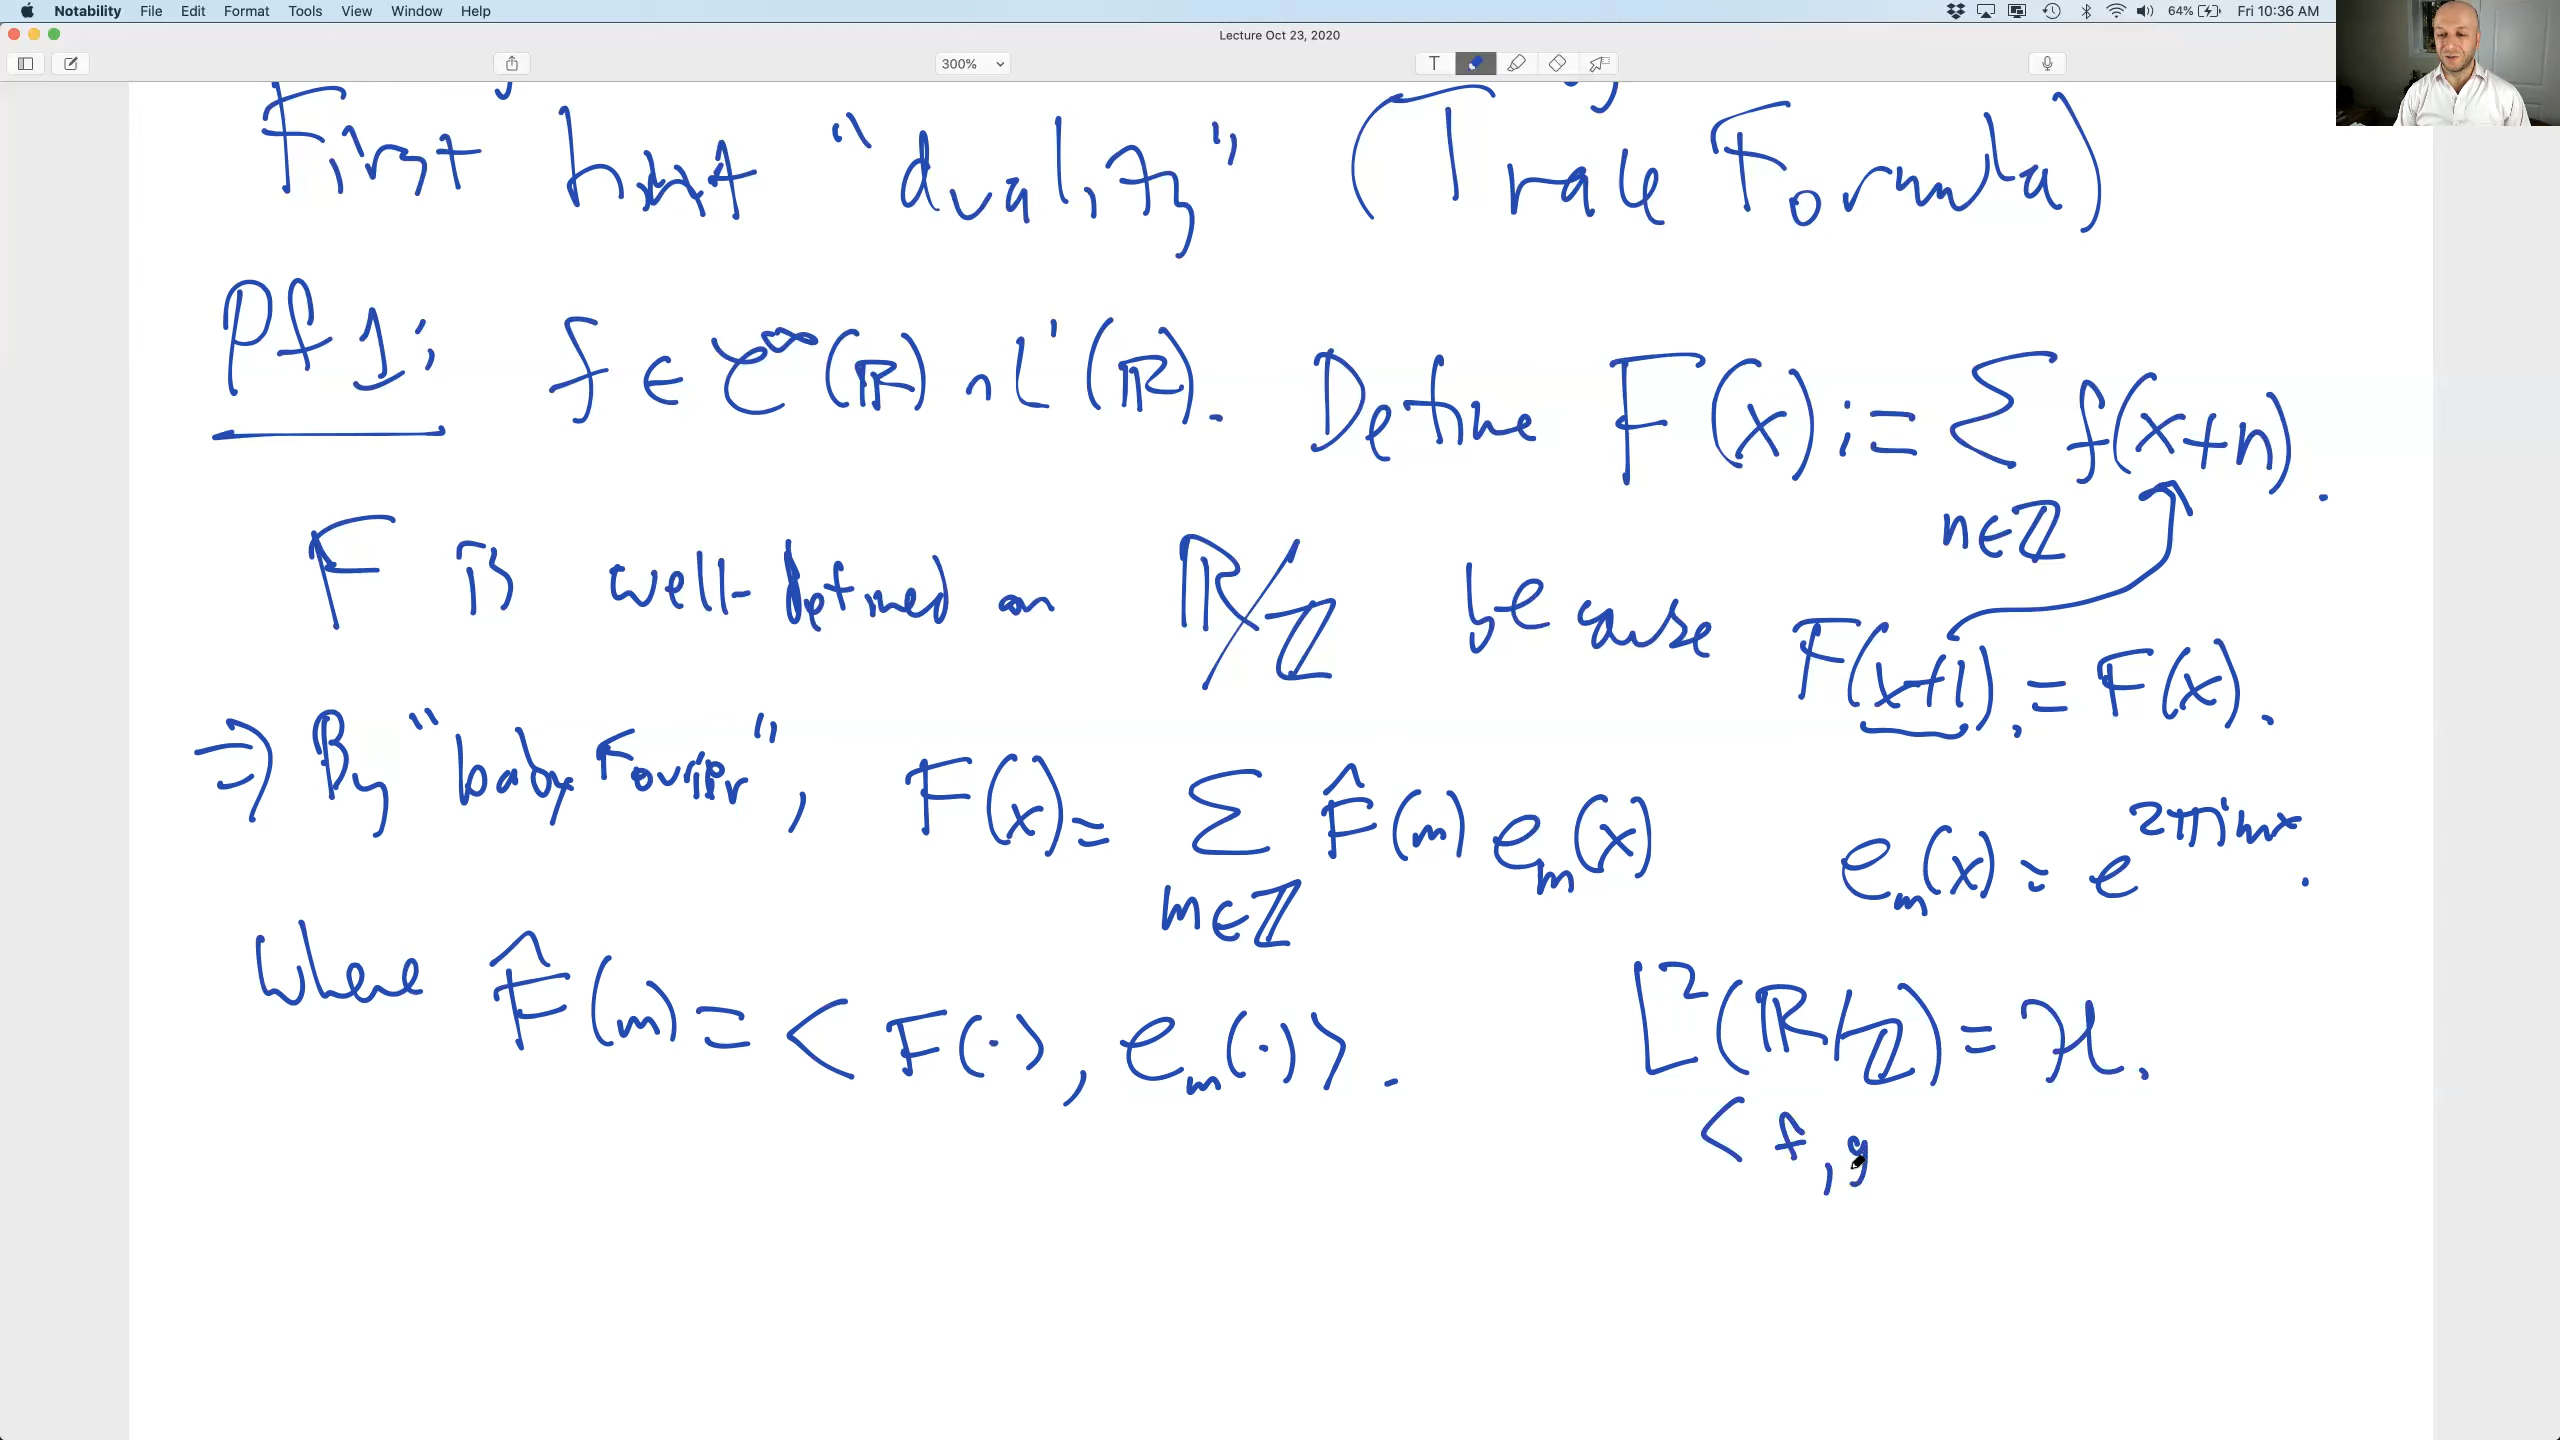 Notability File Edit Format Tools View Window Help 64% Fri 10:36 AM
Lecture Oct 23, 2020
300% T
First hint "duality" (Trace Formula)
Pf 1: f ∈ C^∞(ℝ) ∩ L¹(ℝ). Define F(x) := Σ f(x+n).
n∈ℤ
F is well-defined on ℝ/ℤ because F(x+1) = F(x).
⇒ By "baby Fourier", F(x) = Σ F̂(m) e_m(x) e_m(x) = e^{2πimx}.
m∈ℤ
Where F̂(m) = < F(·), e_m(·) >. L²(ℝ/ℤ) = ℋ.
< f, g